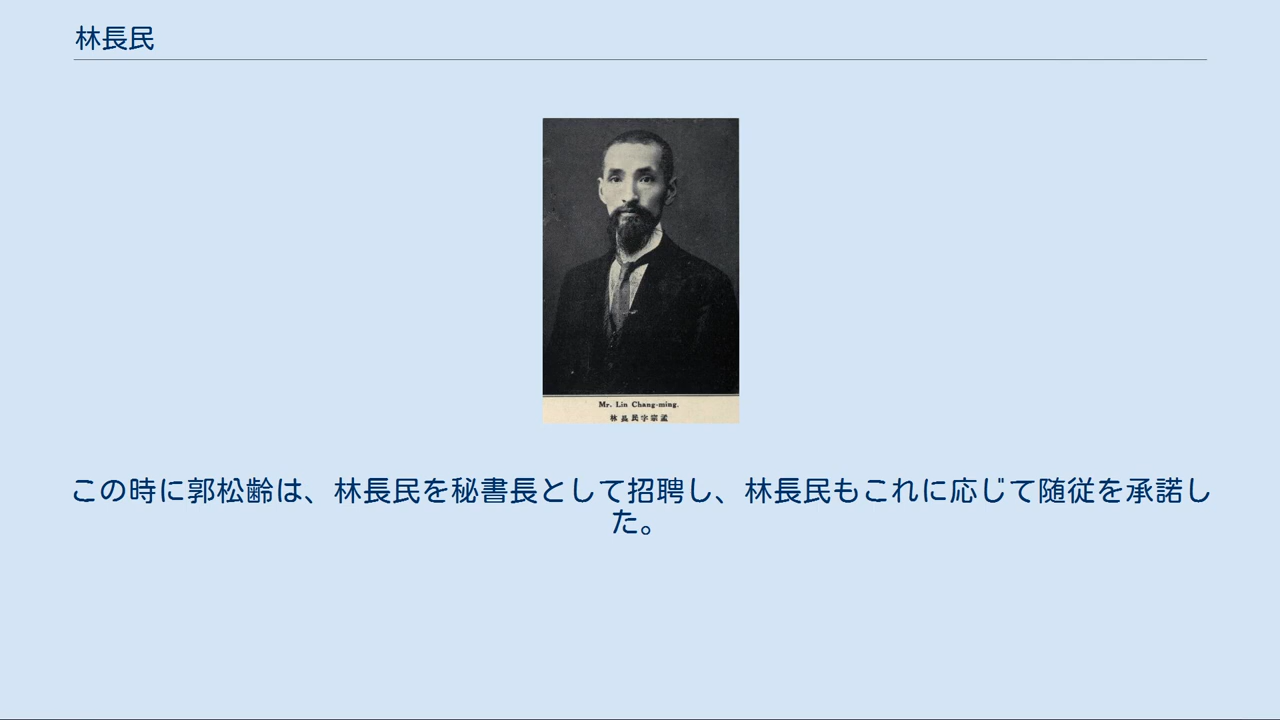 林長民
Mr. Lin Chang-ming.
林長民字宗孟
この時に郭松齢は、林長民を秘書長として招聘し、林長民もこれに応じて随従を承諾し
た。